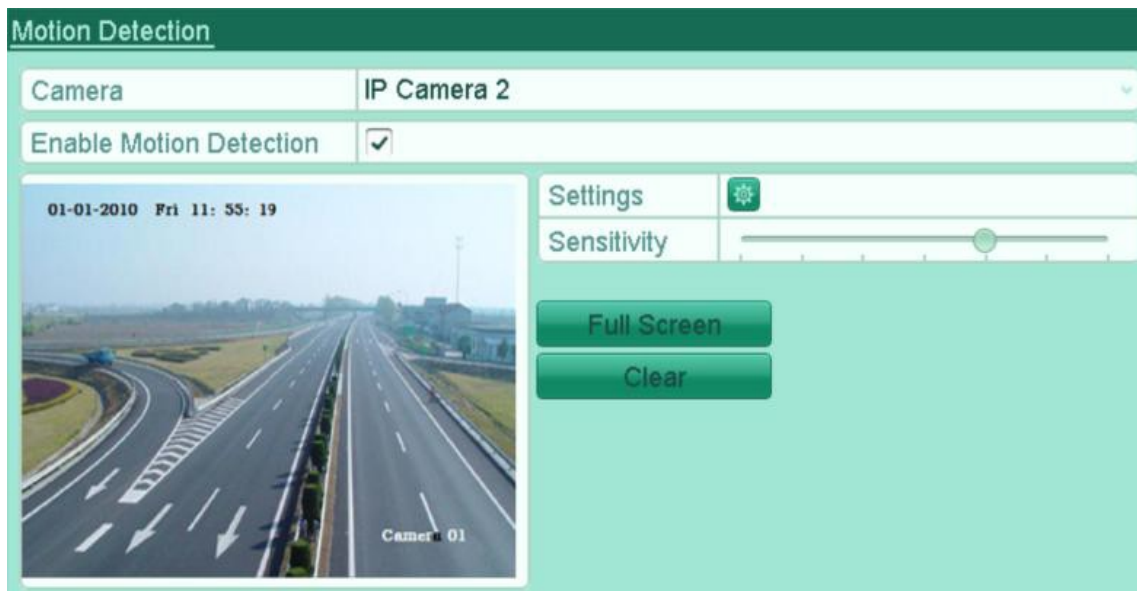 Motion Detection
Camera
IP Camera 2
Enable Motion Detection
01-01-2010 Fri 11: 55: 19
Settings
Sensitivity
Full Screen
Clear
Camera 01